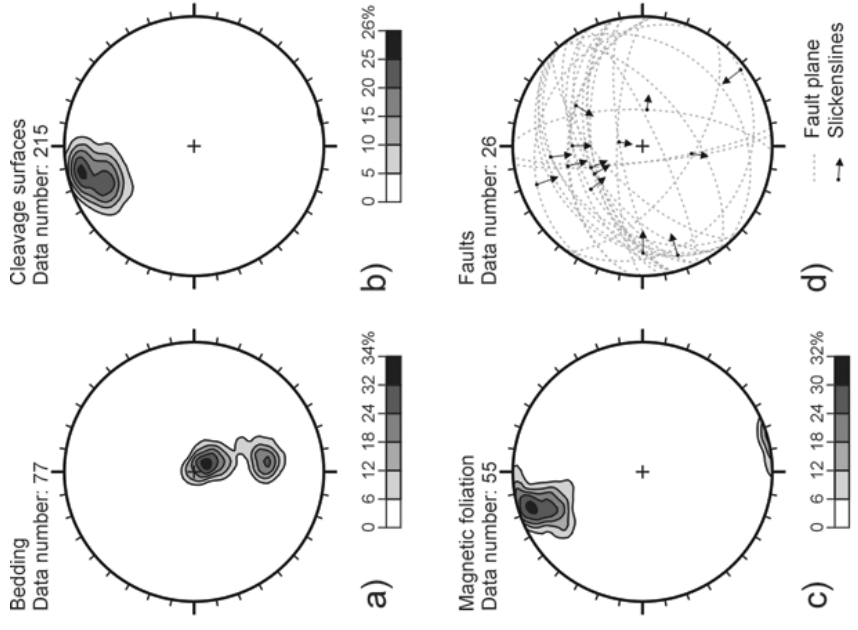 Bedding
Data number: 77
0 6 12 18 24 32 34%
a)
Cleavage surfaces
Data number: 215
0 5 10 15 20 25 26%
b)
Magnetic foliation
Data number: 55
0 6 12 18 24 30 32%
c)
Faults
Data number: 26
Fault plane
Slickenslines
d)